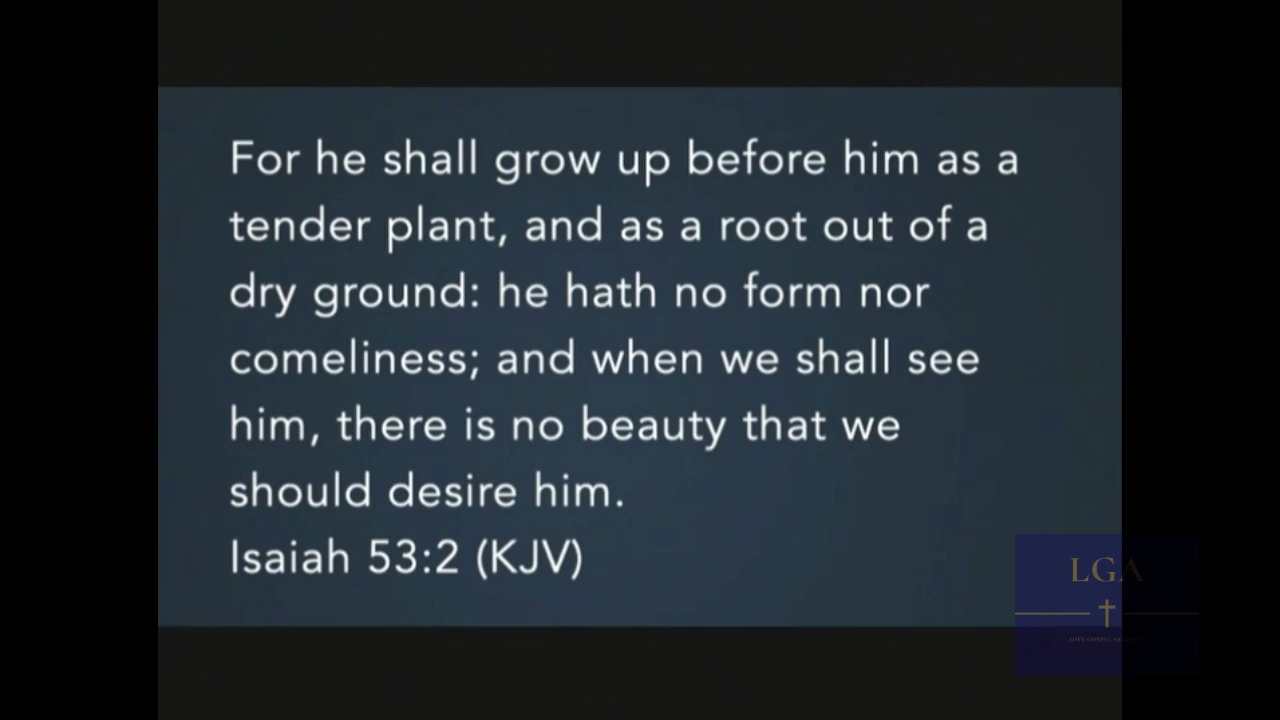 For he shall grow up before him as a
tender plant, and as a root out of a
dry ground: he hath no form nor
comeliness; and when we shall see
him, there is no beauty that we
should desire him.
Isaiah 53:2 (KJV)
LGA
LOVE GOSPEL